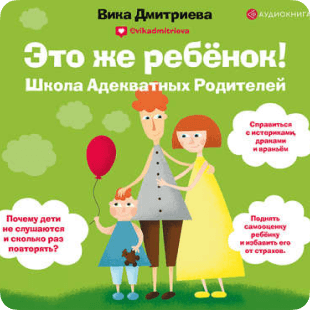 Вика Дмитриева
АУДИОКНИГА
@vikadmitrieva
Это же ребёнок!
Школа Адекватных Родителей
Справиться
с истериками,
драками
и враньём
Почему дети
не слушаются
и сколько раз
повторять?
Поднять
самооценку
ребёнку
и избавить его
от страхов.